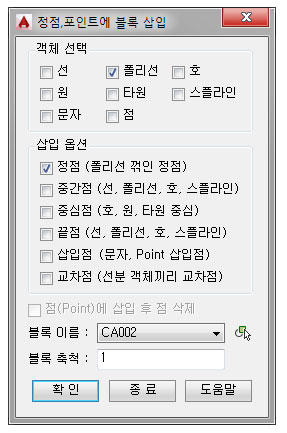 정점,포인트에 블록 삽입
객체 선택
선 폴리선 호
원 타원 스플라인
문자 점
삽입 옵션
정점 (폴리선 꺾인 정점)
중간점 (선, 폴리선, 호, 스플라인)
중심점 (호, 원, 타원 중심)
끝점 (선, 폴리선, 호, 스플라인)
삽입점 (문자, Point 삽입점)
교차점 (선분 객체끼리 교차점)
점(Point)에 삽입 후 점 삭제
블록 이름 : CA002
블록 축척 : 1
확 인 종 료 도움말